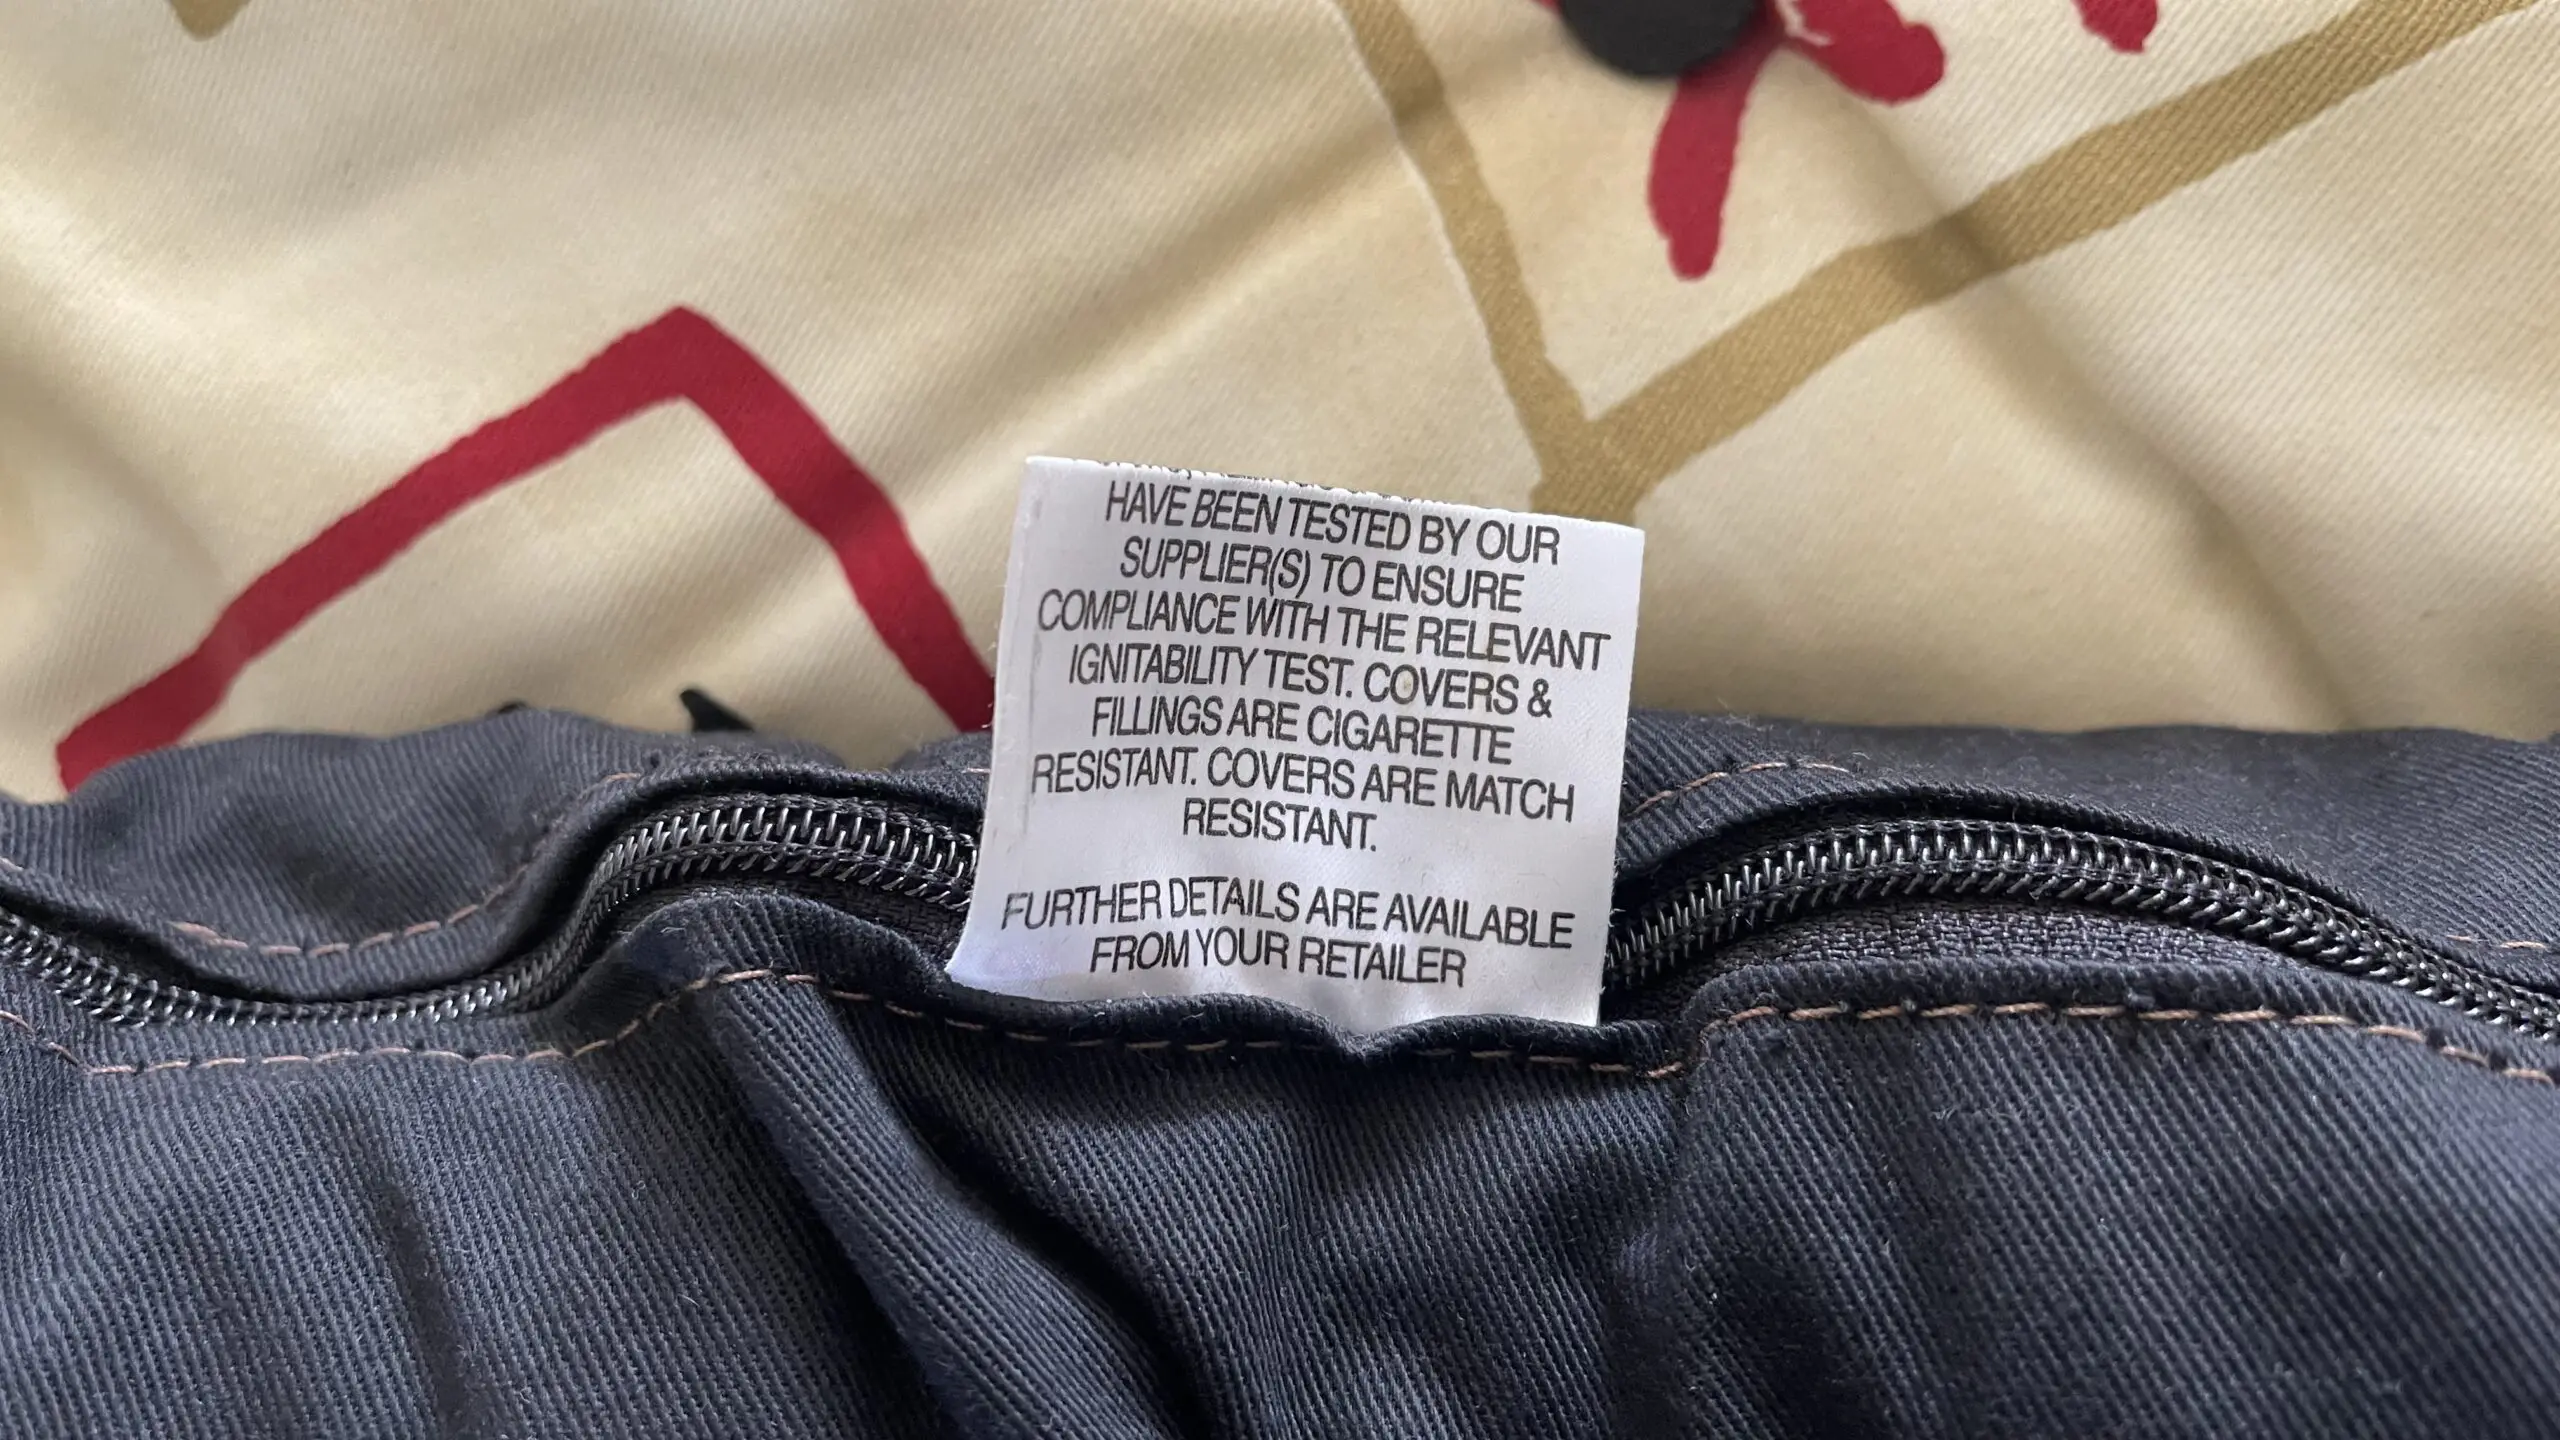 HAVE BEEN TESTED BY OUR
SUPPLIER(S) TO ENSURE
COMPLIANCE WITH THE RELEVANT
IGNITABILITY TEST. COVERS &
FILLINGS ARE CIGARETTE
RESISTANT. COVERS ARE MATCH
RESISTANT.
FURTHER DETAILS ARE AVAILABLE
FROM YOUR RETAILER